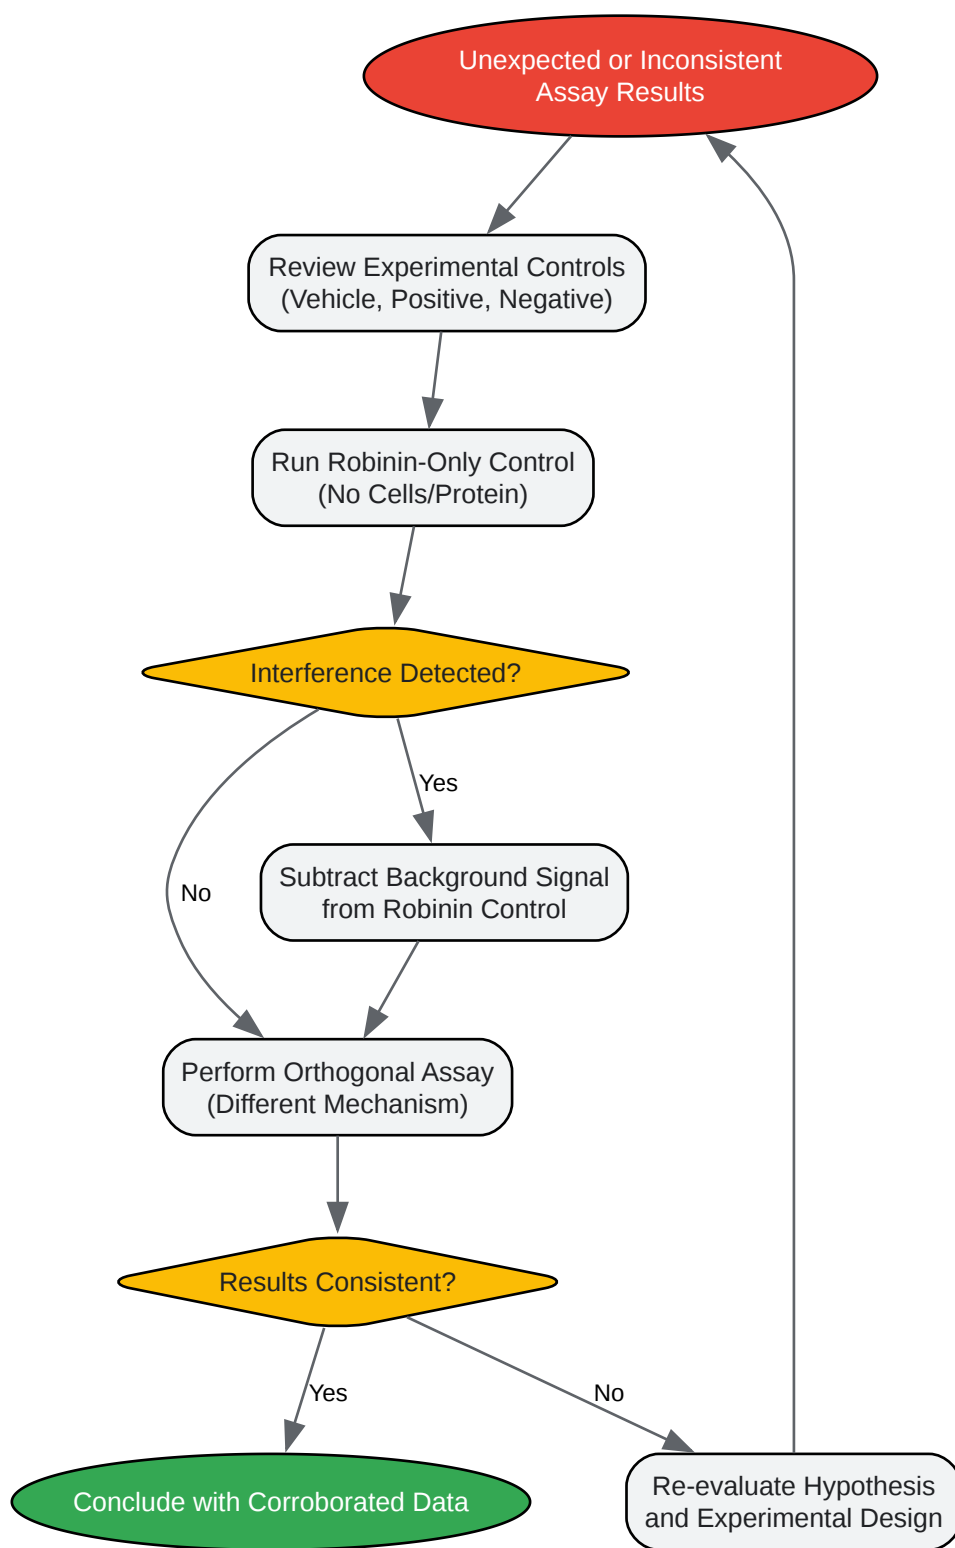 Unexpected or Inconsistent
Assay Results
Review Experimental Controls
(Vehicle, Positive, Negative)
Run Robinin-Only Control
(No Cells/Protein)
Interference Detected?
Yes
Subtract Background Signal
from Robinin Control
No
Perform Orthogonal Assay
(Different Mechanism)
Results Consistent?
Yes
No
Conclude with Corroborated Data
Re-evaluate Hypothesis
and Experimental Design